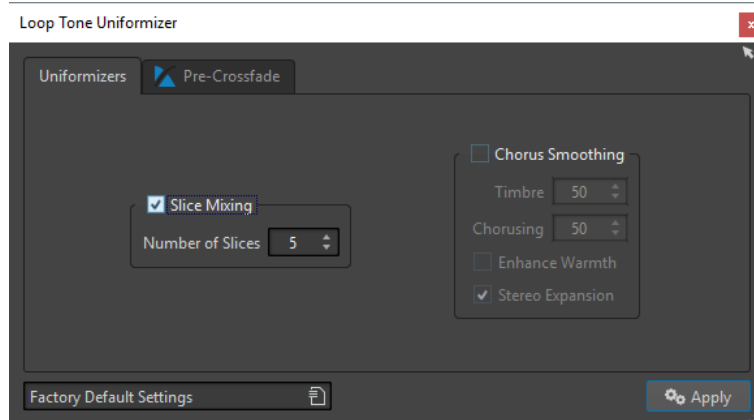 Loop Tone Uniformizer
Uniformizers
Pre-Crossfade
Slice Mixing
Number of Slices 5
Chorus Smoothing
Timbre 50
Chorusing 50
Enhance Warmth
Stereo Expansion
Factory Default Settings
Apply